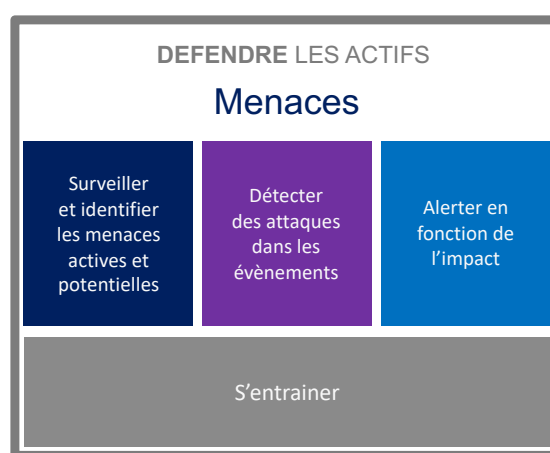 DEFENDRE LES ACTIFS
Menaces
Surveiller
et identifier
les menaces
actives et
potentielles
Détecter
des attaques
dans les
évènements
Alerter en
fonction de
l’impact
S’entrainer